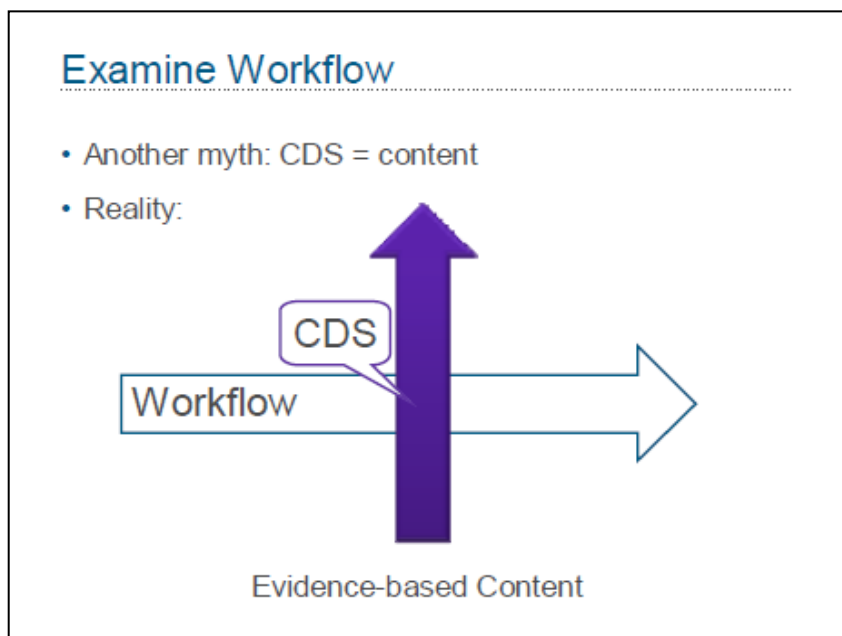 Examine Workflow
• Another myth: CDS = content
• Reality:
CDS
Workflow
Evidence-based Content